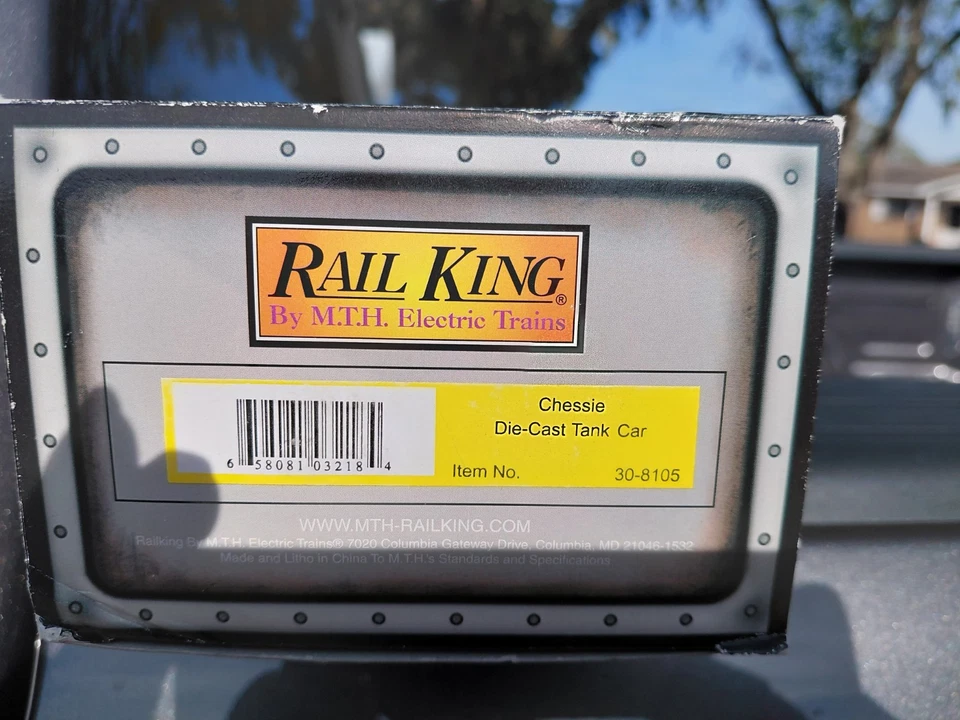 RAIL KING®
By M.T.H. Electric Trains
Chessie
Die-Cast Tank Car
6 58081 03218 4
Item No. 30-8105
WWW.MTH-RAILKING.COM
Railking By M.T.H. Electric Trains® 7020 Columbia Gateway Drive, Columbia, MD 21046-1532
Made and Litho in China To M.T.H.'s Standards and Specifications